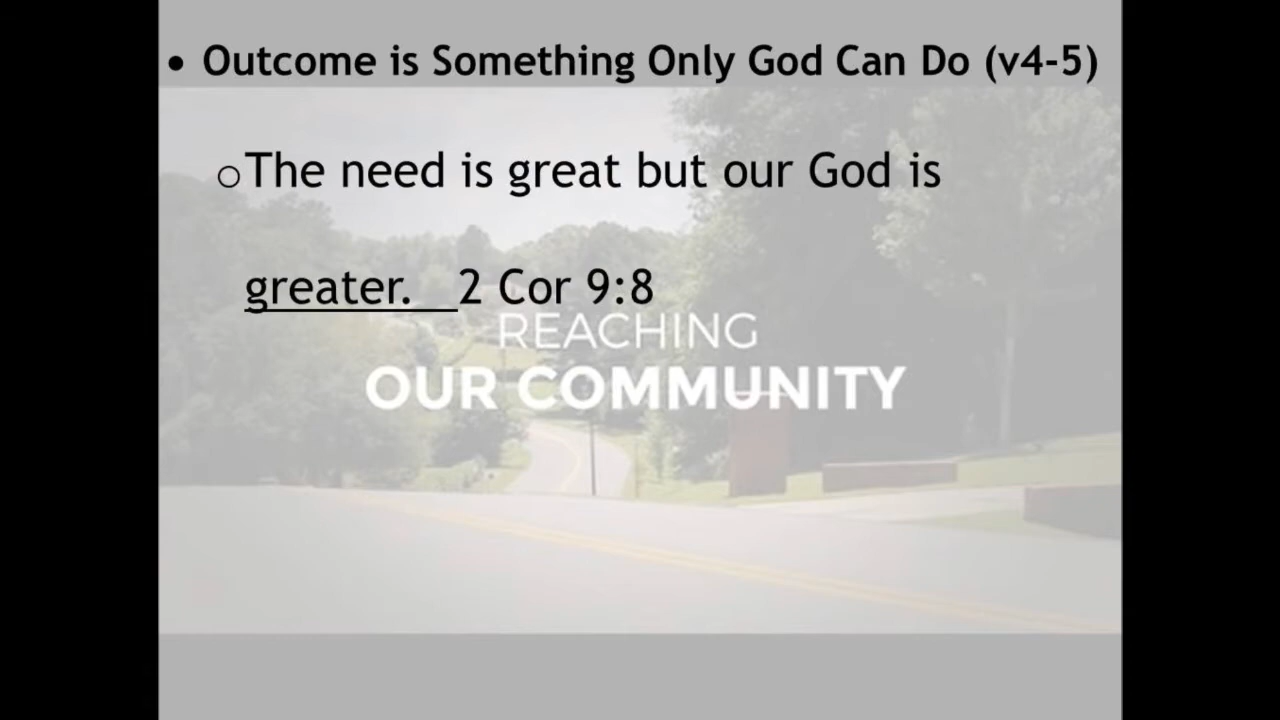 • Outcome is Something Only God Can Do (v4-5)
○The need is great but our God is
greater. 2 Cor 9:8
REACHING
OUR COMMUNITY